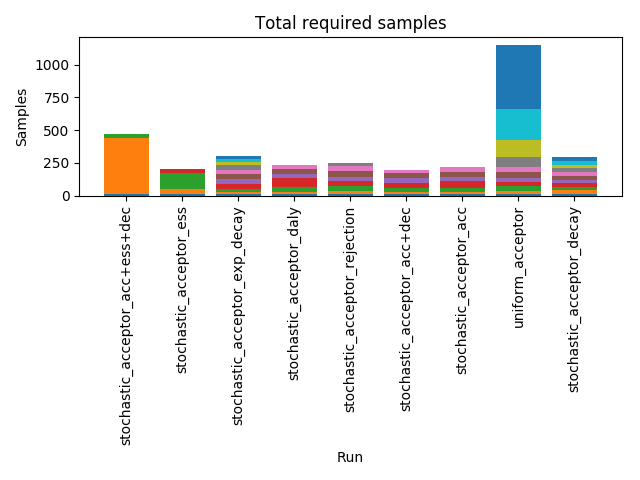 Total required samples
Samples
1000
750
500
250
0
stochastic_acceptor_acc+ess+dec
stochastic_acceptor_ess
stochastic_acceptor_exp_decay
stochastic_acceptor_daly
stochastic_acceptor_rejection
stochastic_acceptor_acc+dec
stochastic_acceptor_acc
uniform_acceptor
stochastic_acceptor_decay
Run